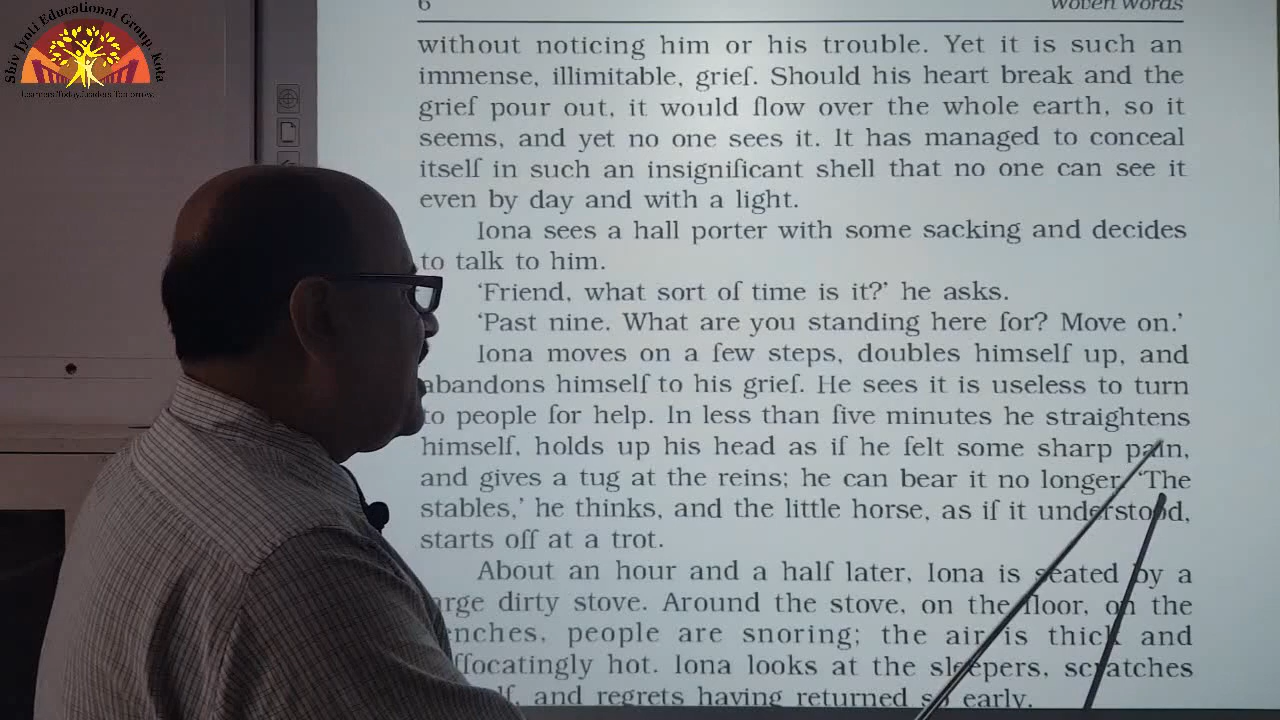 Shiv Jyoti Educational Group, Kota
Learners Today, Leaders Tomorrow.
6 Woven Words
without noticing him or his trouble. Yet it is such an
immense, illimitable, grief. Should his heart break and the
grief pour out, it would flow over the whole earth, so it
seems, and yet no one sees it. It has managed to conceal
itself in such an insignificant shell that no one can see it
even by day and with a light.
Iona sees a hall porter with some sacking and decides
to talk to him.
‘Friend, what sort of time is it?’ he asks.
‘Past nine. What are you standing here for? Move on.’
Iona moves on a few steps, doubles himself up, and
abandons himself to his grief. He sees it is useless to turn
to people for help. In less than five minutes he straightens
himself, holds up his head as if he felt some sharp pain,
and gives a tug at the reins; he can bear it no longer. ‘The
stables,’ he thinks, and the little horse, as if it understood,
starts off at a trot.
About an hour and a half later, Iona is seated by a
large dirty stove. Around the stove, on the floor, on the
benches, people are snoring; the air is thick and
suffocatingly hot. Iona looks at the sleepers, scratches
and regrets having returned so early.